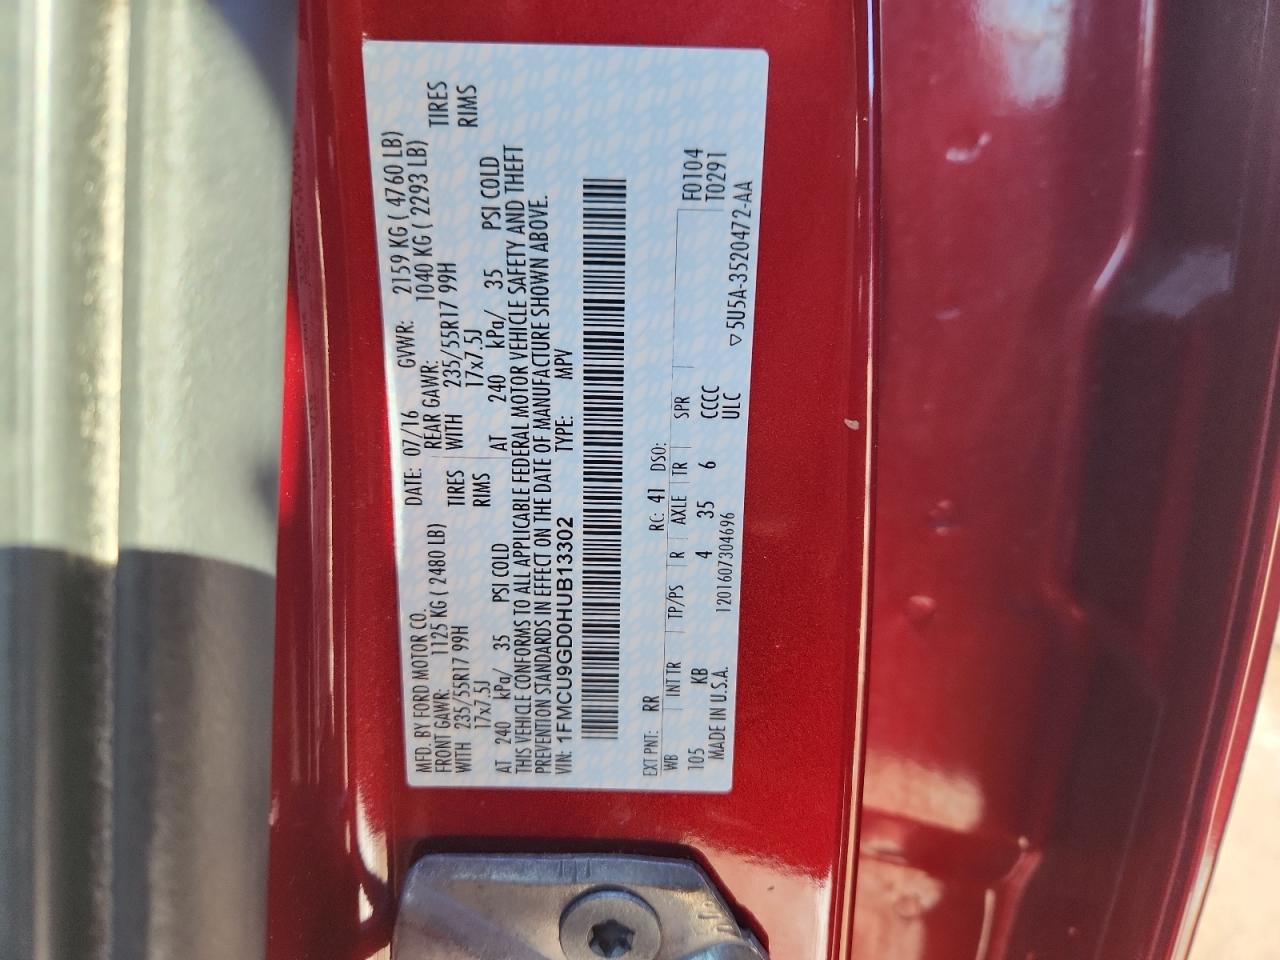 MFD. BY FORD MOTOR CO. DATE: 07/16 GVWR: 2159 KG ( 4760 LB)
FRONT GAWR: 1125 KG ( 2480 LB) REAR GAWR: 1040 KG ( 2293 LB)
WITH 235/55R17 99H TIRES WITH 235/55R17 99H TIRES
17x7.5J RIMS 17x7.5J RIMS
AT 240 kPa/ 35 PSI COLD AT 240 kPa/ 35 PSI COLD
THIS VEHICLE CONFORMS TO ALL APPLICABLE FEDERAL MOTOR VEHICLE SAFETY AND THEFT
PREVENTION STANDARDS IN EFFECT ON THE DATE OF MANUFACTURE SHOWN ABOVE.
VIN: 1FMCU9GD0HUB13302 TYPE: MPV
EXT PNT: RR RC: 41 DSO:
WB INT TR TP/PS R AXLE TR SPR F0104
105 KB 4 35 6 CCCC T0291
MADE IN U.S.A. 1201607304696 ULC ▽5U5A-3520472-AA